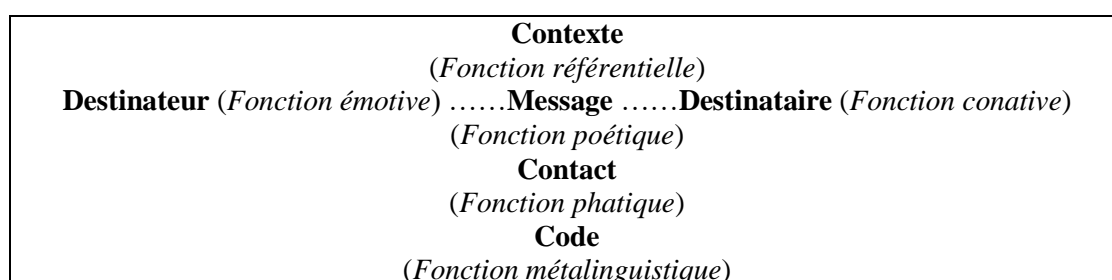 Contexte
(Fonction référentielle)
Destinateur (Fonction émotive) ……Message ……Destinataire (Fonction conative)
(Fonction poétique)
Contact
(Fonction phatique)
Code
(Fonction métalinguistique)